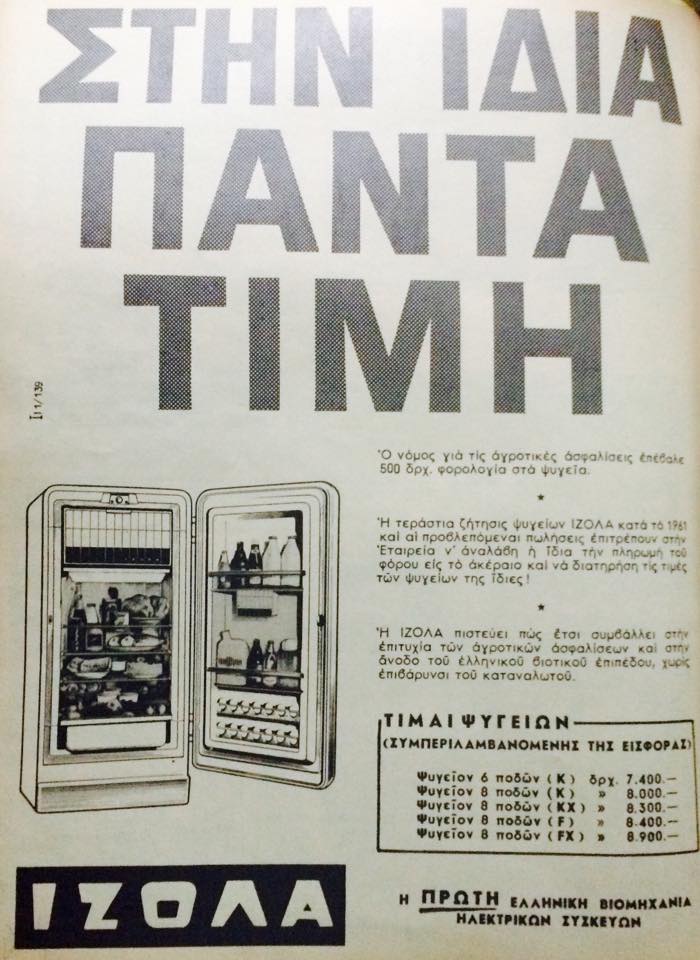 ΣΤΗΝ ΙΔΙΑ
ΠΑΝΤΑ
ΤΙΜΗ
11/139
Ὁ νόμος γιὰ τὶς ἀγροτικὲς ἀσφαλίσεις ἐπέβαλε
500 δρχ. φορολογία στὰ ψυγεῖα.
★
Ἡ τεράστια ζήτησις ψυγείων ΙΖΟΛΑ κατὰ τὸ 1961
καὶ αἱ προβλεπόμεναι πωλήσεις ἐπιτρέπουν στὴν
Ἑταιρεία ν' ἀναλάβη ἡ ἴδια τὴν πληρωμὴ τοῦ
φόρου εἰς τὸ ἀκέραιο καὶ νὰ διατηρήση τὶς τιμὲς
τῶν ψυγείων της ἴδιες!
★
Ἡ ΙΖΟΛΑ πιστεύει πὼς ἔτσι συμβάλλει στὴν
ἐπιτυχία τῶν ἀγροτικῶν ἀσφαλίσεων καὶ στὴν
ἄνοδο τοῦ ἑλληνικοῦ βιοτικοῦ ἐπιπέδου, χωρὶς
ἐπιβάρυνσι τοῦ καταναλωτοῦ.
ΤΙΜΑΙ ΨΥΓΕΙΩΝ
(ΣΥΜΠΕΡΙΛΑΜΒΑΝΟΜΕΝΗΣ ΤΗΣ ΕΙΣΦΟΡΑΣ)
Ψυγεῖον 6 ποδῶν (Κ) δρχ. 7.400.—
Ψυγεῖον 8 ποδῶν (Κ) » 8.000.—
Ψυγεῖον 8 ποδῶν (ΚΧ) » 8.300.—
Ψυγεῖον 8 ποδῶν (F) » 8.400.—
Ψυγεῖον 8 ποδῶν (FX) » 8.900.—
ΙΖΟΛΑ
Η ΠΡΩΤΗ ΕΛΛΗΝΙΚΗ ΒΙΟΜΗΧΑΝΙΑ
ΗΛΕΚΤΡΙΚΩΝ ΣΥΣΚΕΥΩΝ